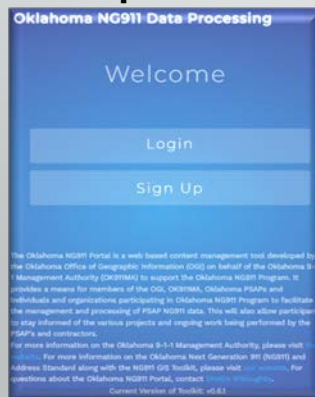 Oklahoma NG911 Data Processing
Welcome
Login
Sign Up
The Oklahoma NG911 Portal is a web based content management tool developed by
the Oklahoma Office of Geographic Information (OGI) on behalf of the Oklahoma 9-
1 Management Authority (OK911MA) to support the Oklahoma NG911 Program. It
provides a means for members of the OGI, OK911MA, Oklahoma PSAPs and
individuals and organizations participating in Oklahoma NG911 Program to facilitate
the management and processing of PSAP NG911 data. This will also allow participan
to stay informed of the various projects and ongoing work being performed by the
PSAPs and contractors.
For more information on the Oklahoma 9-1-1 Management Authority, please visit
website. For more information on the Oklahoma Next Generation 911 (NG911) and
Address Standard along with the NG911 GIS Toolkit, please visit our website. For
questions about the Oklahoma NG911 Portal, contact
Current Version of Toolkit: v0.6.1